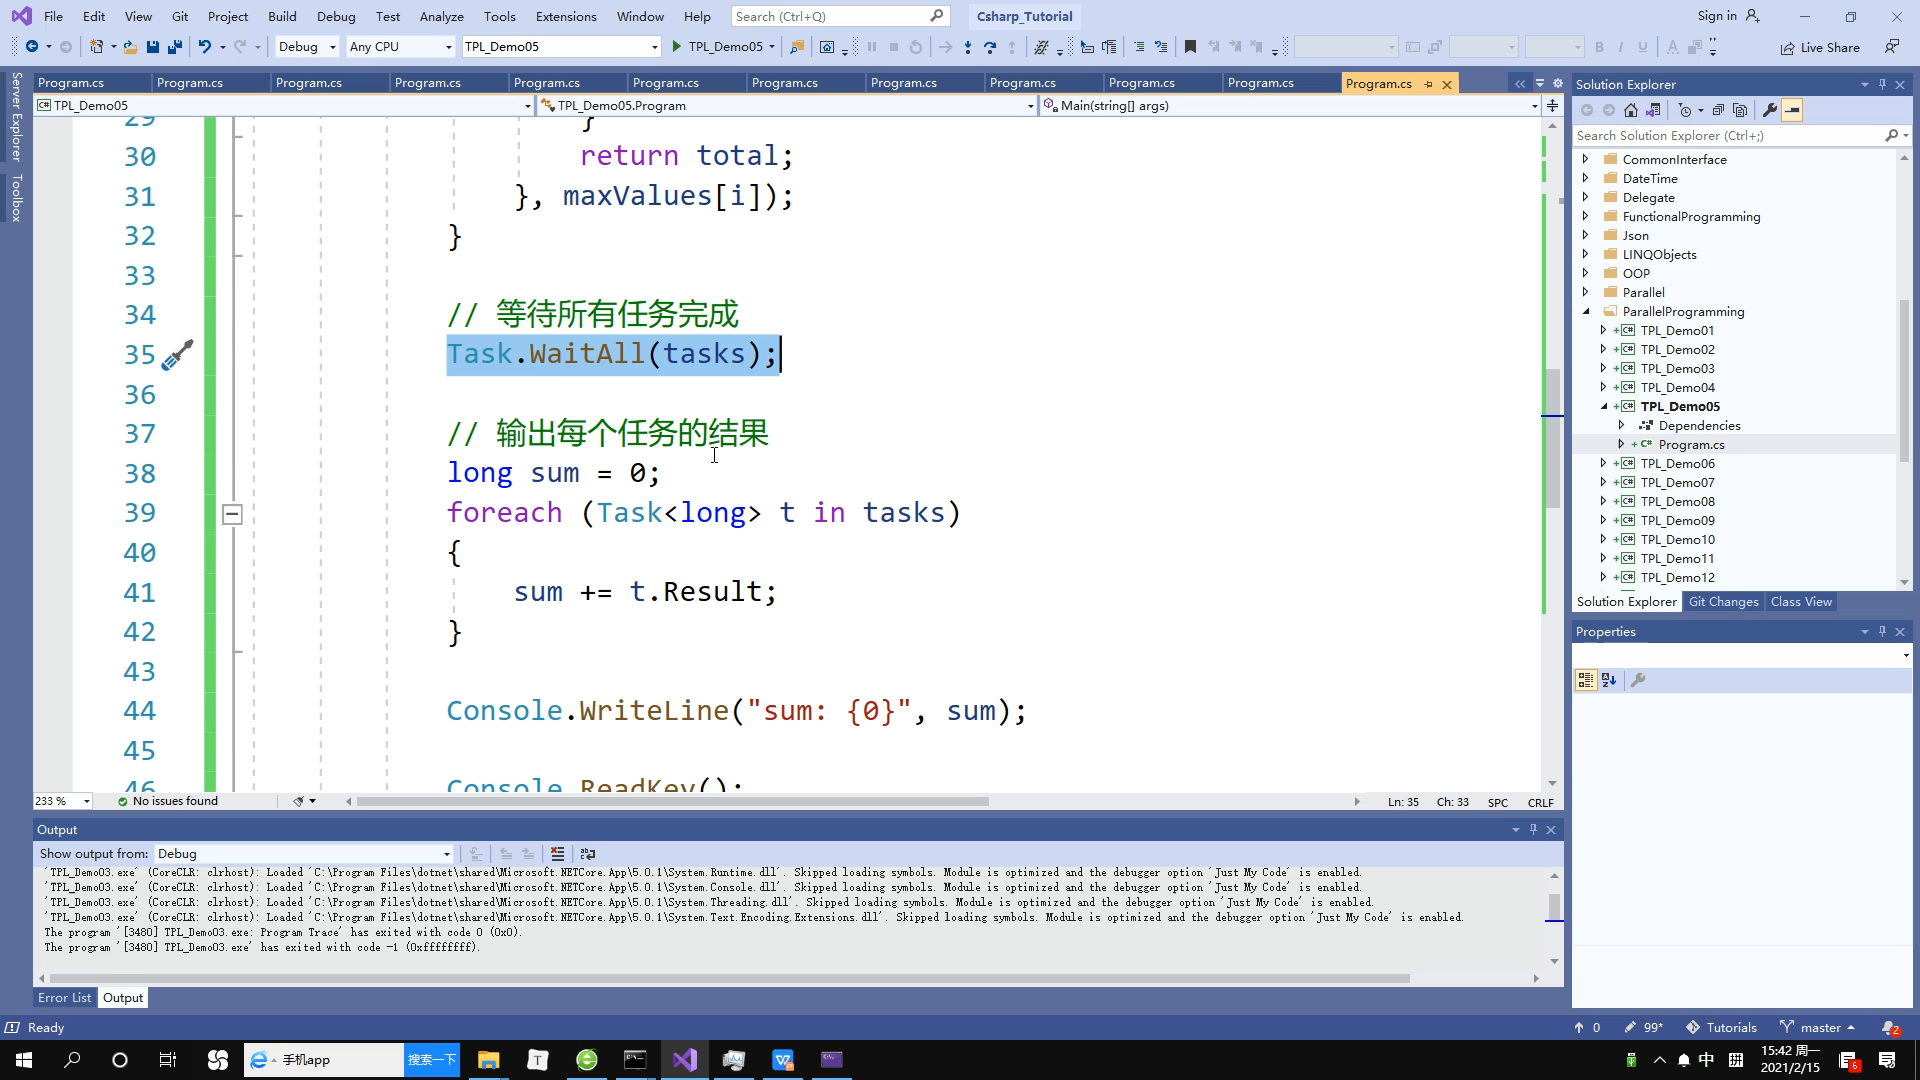 File Edit View Git Project Build Debug Test Analyze Tools Extensions Window Help Search (Ctrl+Q) Csharp_Tutorial Sign in
Debug Any CPU TPL_Demo05 TPL_Demo05 Live Share
Server Explorer
Toolbox
Program.cs Program.cs Program.cs Program.cs Program.cs Program.cs Program.cs Program.cs Program.cs Program.cs Program.cs Program.cs
TPL_Demo05 TPL_Demo05.Program Main(string[] args)
29 }
30 return total;
31 }, maxValues[i]);
32 }
33
34 // 等待所有任务完成
35 Task.WaitAll(tasks);
36
37 // 输出每个任务的结果
38 long sum = 0;
39 foreach (Task<long> t in tasks)
40 {
41 sum += t.Result;
42 }
43
44 Console.WriteLine("sum: {0}", sum);
45
46 Console.ReadKey();
233 % No issues found Ln: 35 Ch: 33 SPC CRLF
Output
Show output from: Debug
'TPL_Demo03.exe' (CoreCLR: clrhost): Loaded 'C:\Program Files\dotnet\shared\Microsoft.NETCore.App\5.0.1\System.Runtime.dll'. Skipped loading symbols. Module is optimized and the debugger option 'Just My Code' is enabled.
'TPL_Demo03.exe' (CoreCLR: clrhost): Loaded 'C:\Program Files\dotnet\shared\Microsoft.NETCore.App\5.0.1\System.Console.dll'. Skipped loading symbols. Module is optimized and the debugger option 'Just My Code' is enabled.
'TPL_Demo03.exe' (CoreCLR: clrhost): Loaded 'C:\Program Files\dotnet\shared\Microsoft.NETCore.App\5.0.1\System.Threading.dll'. Skipped loading symbols. Module is optimized and the debugger option 'Just My Code' is enabled.
'TPL_Demo03.exe' (CoreCLR: clrhost): Loaded 'C:\Program Files\dotnet\shared\Microsoft.NETCore.App\5.0.1\System.Text.Encoding.Extensions.dll'. Skipped loading symbols. Module is optimized and the debugger option 'Just My Code' is enabled.
The program '[3480] TPL_Demo03.exe: Program Trace' has exited with code 0 (0x0).
The program '[3480] TPL_Demo03.exe' has exited with code -1 (0xffffffff).
Error List Output
Solution Explorer
Search Solution Explorer (Ctrl+;)
CommonInterface
DateTime
Delegate
FunctionalProgramming
Json
LINQObjects
OOP
Parallel
ParallelProgramming
TPL_Demo01
TPL_Demo02
TPL_Demo03
TPL_Demo04
TPL_Demo05
Dependencies
Program.cs
TPL_Demo06
TPL_Demo07
TPL_Demo08
TPL_Demo09
TPL_Demo10
TPL_Demo11
TPL_Demo12
Solution Explorer Git Changes Class View
Properties
Ready 0 99* Tutorials master 2
手机app 搜索一下 中 15:42 周一
2021/2/15 6